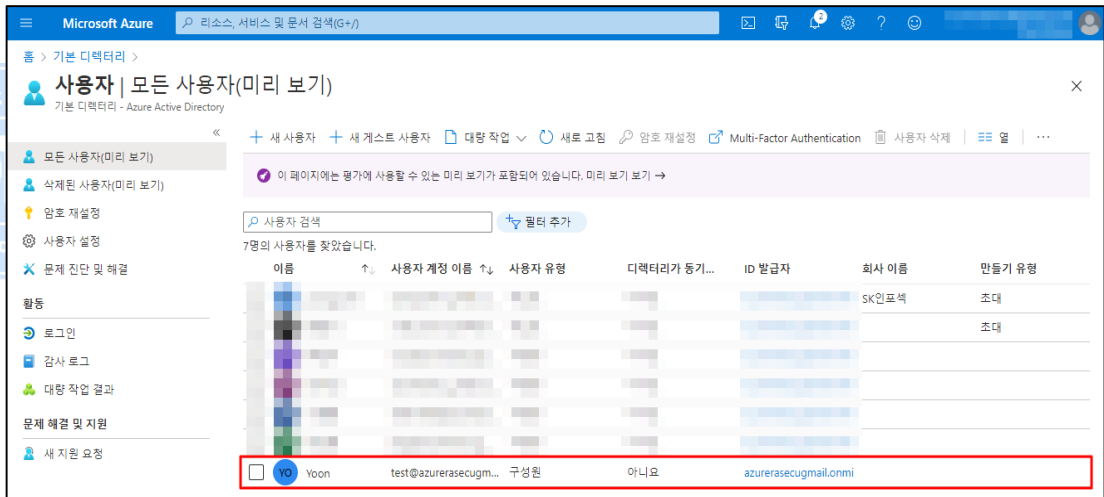 Microsoft Azure
리소스, 서비스 및 문서 검색(G+/)
2
홈 > 기본 디렉터리 >
사용자 | 모든 사용자(미리 보기)
기본 디렉터리 - Azure Active Directory
새 사용자 새 게스트 사용자 대량 작업 새로 고침 암호 재설정 Multi-Factor Authentication 사용자 삭제 열 ...
모든 사용자(미리 보기)
삭제된 사용자(미리 보기)
암호 재설정
사용자 설정
문제 진단 및 해결
활동
로그인
감사 로그
대량 작업 결과
문제 해결 및 지원
새 지원 요청
이 페이지에는 평가에 사용할 수 있는 미리 보기가 포함되어 있습니다. 미리 보기 보기 →
사용자 검색 필터 추가
7명의 사용자를 찾았습니다.
이름 ↑↓ 사용자 계정 이름 ↑↓ 사용자 유형 디렉터리가 동기... ID 발급자 회사 이름 만들기 유형
SK인포섹 초대
초대
YO Yoon test@azurerasecugm... 구성원 아니요 azurerasecugmail.onmi